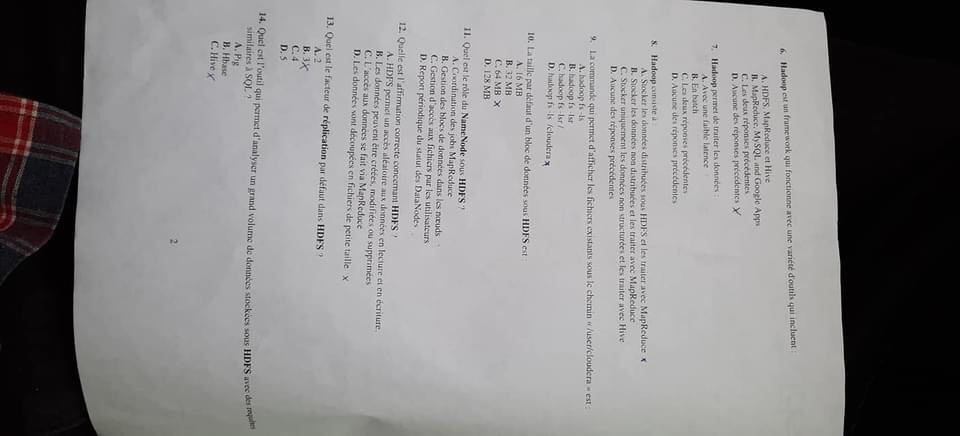 6. Hadoop est un framework qui fonctionne avec une variété d'outils qui incluent :
A. HDFS, MapReduce et Hive
B. MapReduce, MySQL and Google Apps
C. Les deux réponses précédentes
D. Aucune des réponses précédentes X
7. Hadoop permet de traiter les données :
A. Avec une faible latence
B. En batch
C. Les deux réponses précédentes
D. Aucune des réponses précédentes
8. Hadoop consiste à :
A. Stocker les données distribuées sous HDFS et les traiter avec MapReduce x
B. Stocker les données non distribuées et les traiter avec MapReduce
C. Stocker uniquement les données non structurées et les traiter avec Hive
D. Aucune des réponses précédentes
9. La commande qui permet d'afficher les fichiers existants sous le chemin « /user/cloudera » est :
A. hadoop fs -ls
B. hadoop fs -lsr
C. hadoop fs -lsr /
D. hadoop fs -ls /cloudera x
10. La taille par défaut d'un bloc de données sous HDFS est :
A. 16 MB
B. 32 MB
C. 64 MB X
D. 128 MB
11. Quel est le rôle du NameNode sous HDFS ?
A. Coordination des jobs MapReduce
B. Gestion des blocs de données dans les nœuds
C. Gestion d'accès aux fichiers par les utilisateurs
D. Report périodique du statut des DataNodes
12. Quelle est l'affirmation correcte concernant HDFS ?
A. HDFS permet un accès aléatoire aux données en lecture et en écriture.
B. Les données peuvent être créées, modifiées ou supprimées
C. L'accès aux données se fait via MapReduce
D. Les données sont découpées en fichiers de petite taille x
13. Quel est le facteur de réplication par défaut dans HDFS ?
A. 2
B. 3 X
C. 4
D. 5
14. Quel est l'outil qui permet d'analyser un grand volume de données stockées sous HDFS avec des requêtes
similaires à SQL ?
A. Pig
B. Hbase
C. Hive X
2